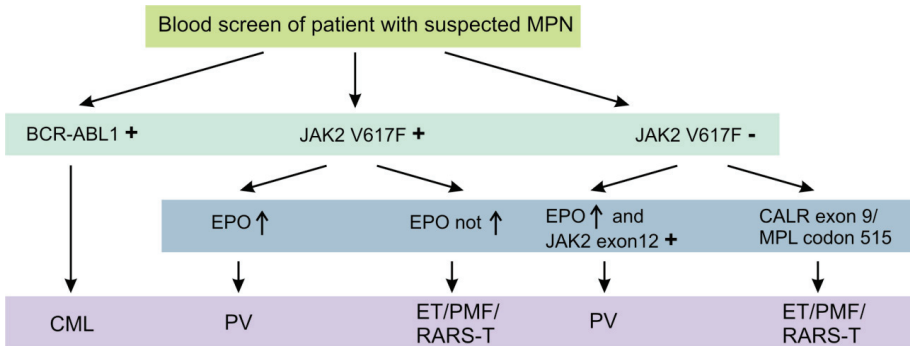 Blood screen of patient with suspected MPN
BCR-ABL1 +
JAK2 V617F +
JAK2 V617F -
EPO ↑
EPO not ↑
EPO ↑ and
JAK2 exon12 +
CALR exon 9/
MPL codon 515
CML
PV
ET/PMF/
RARS-T
PV
ET/PMF/
RARS-T